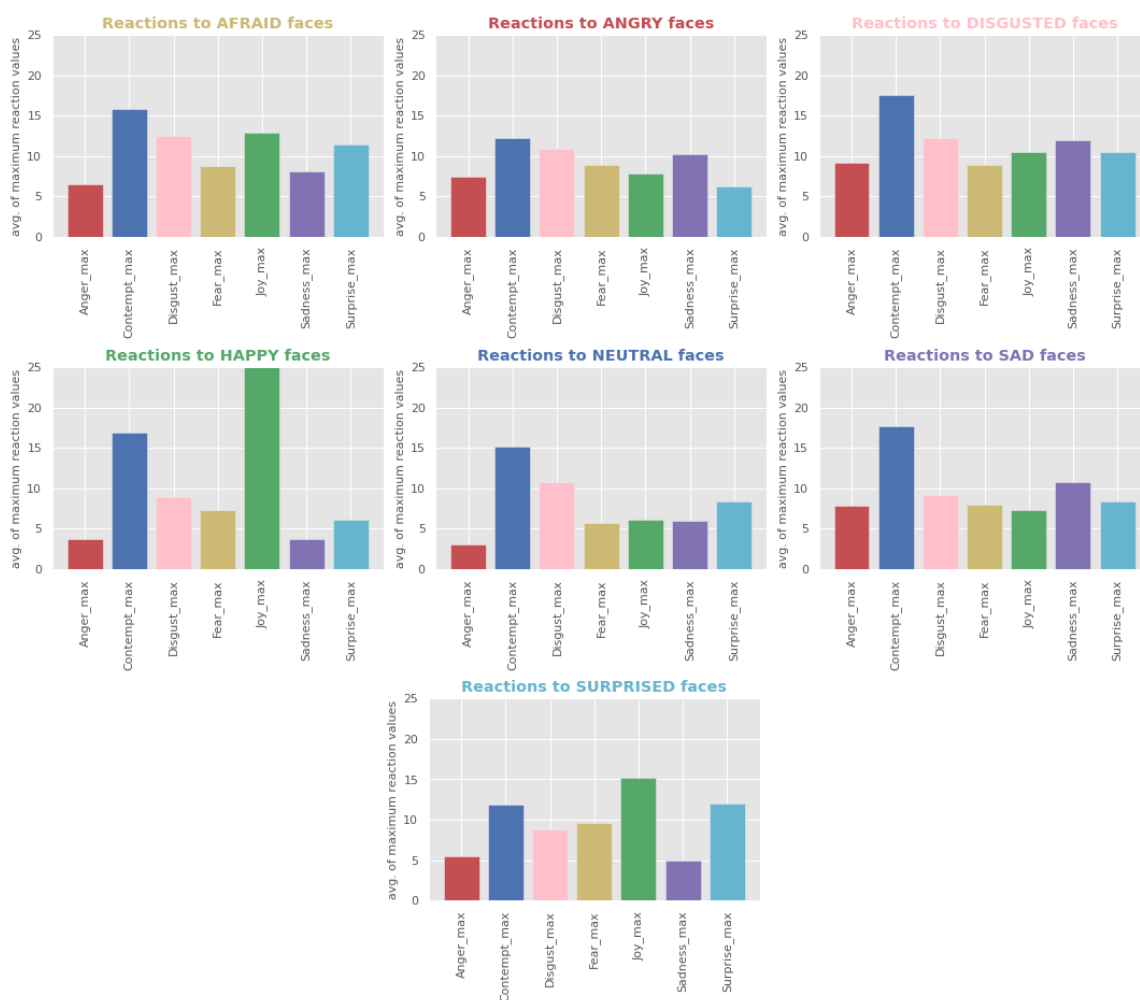 Reactions to AFRAID faces
avg. of maximum reaction values
25
20
15
10
5
0
Anger_max
Contempt_max
Disgust_max
Fear_max
Joy_max
Sadness_max
Surprise_max
Reactions to ANGRY faces
avg. of maximum reaction values
25
20
15
10
5
0
Anger_max
Contempt_max
Disgust_max
Fear_max
Joy_max
Sadness_max
Surprise_max
Reactions to DISGUSTED faces
avg. of maximum reaction values
25
20
15
10
5
0
Anger_max
Contempt_max
Disgust_max
Fear_max
Joy_max
Sadness_max
Surprise_max
Reactions to HAPPY faces
avg. of maximum reaction values
25
20
15
10
5
0
Anger_max
Contempt_max
Disgust_max
Fear_max
Joy_max
Sadness_max
Surprise_max
Reactions to NEUTRAL faces
avg. of maximum reaction values
25
20
15
10
5
0
Anger_max
Contempt_max
Disgust_max
Fear_max
Joy_max
Sadness_max
Surprise_max
Reactions to SAD faces
avg. of maximum reaction values
25
20
15
10
5
0
Anger_max
Contempt_max
Disgust_max
Fear_max
Joy_max
Sadness_max
Surprise_max
Reactions to SURPRISED faces
avg. of maximum reaction values
25
20
15
10
5
0
Anger_max
Contempt_max
Disgust_max
Fear_max
Joy_max
Sadness_max
Surprise_max